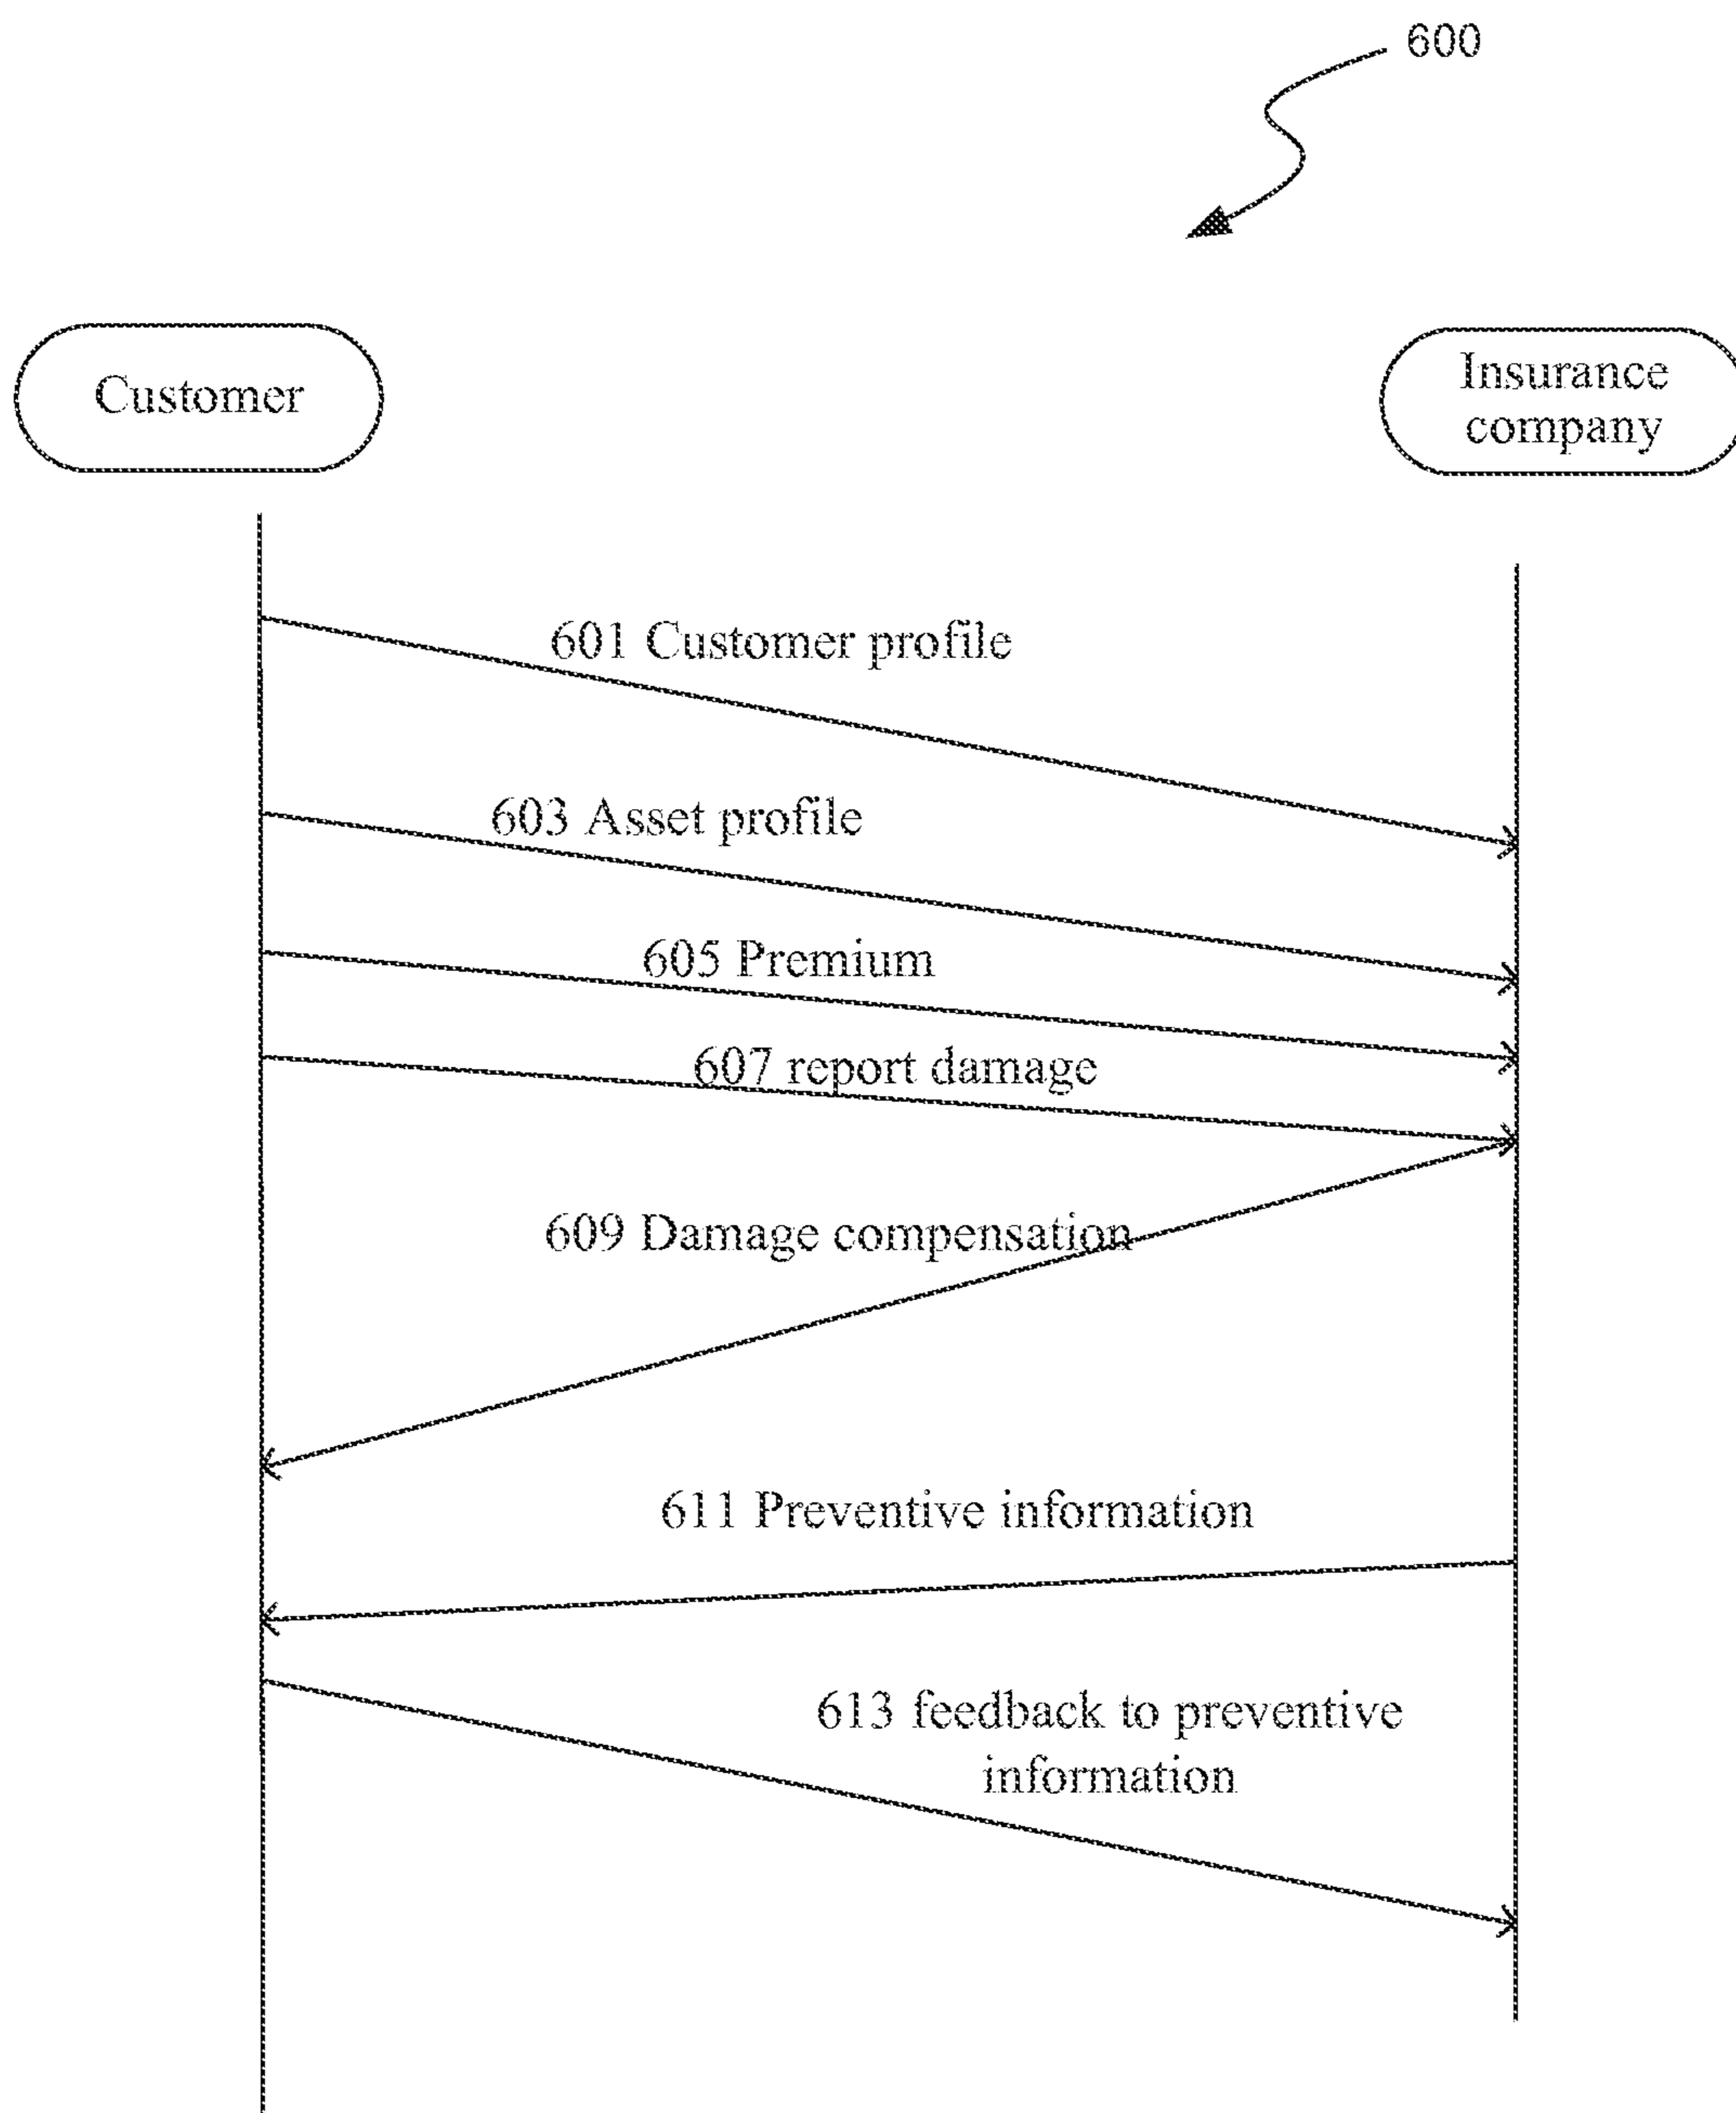 600
Customer
Insurance
company
601 Customer profile
603 Asset profile
605 Premium
607 report damage
609 Damage compensation
611 Preventive information
613 feedback to preventive
information